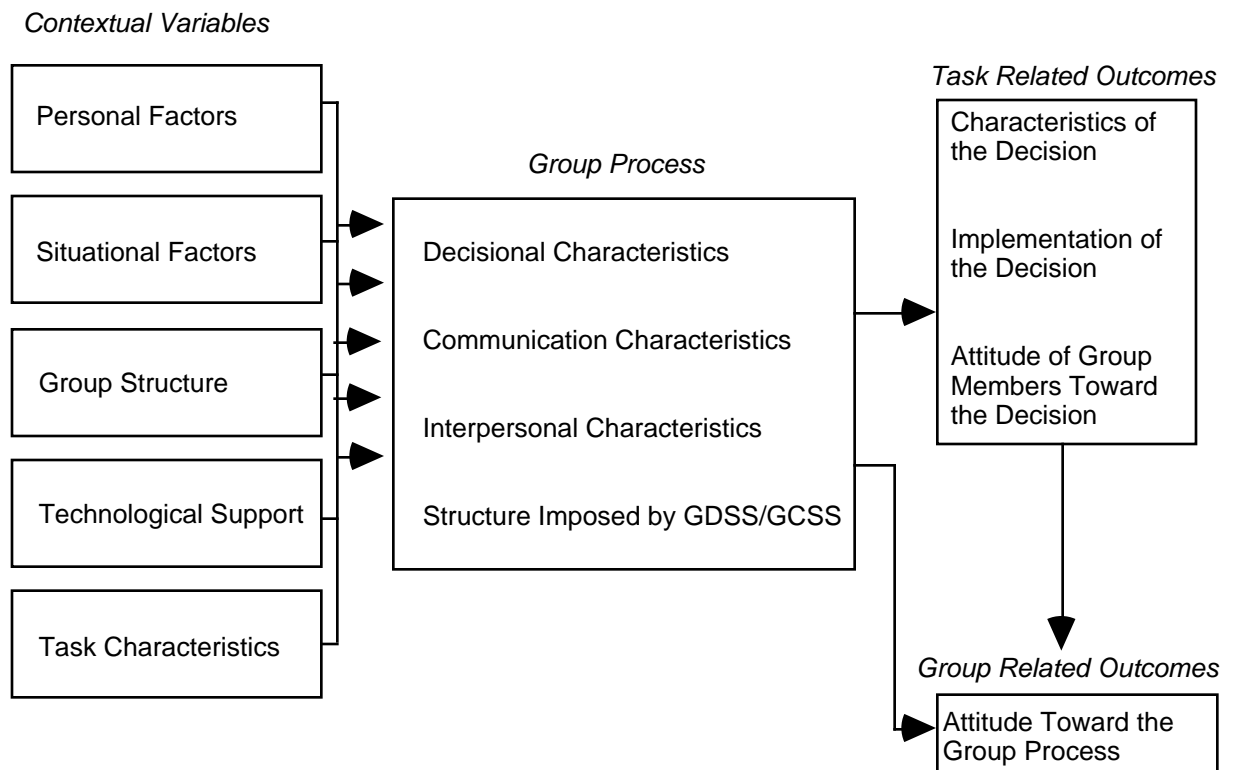 Contextual Variables
Personal Factors
Situational Factors
Group Structure
Technological Support
Task Characteristics
Group Process
Decisional Characteristics
Communication Characteristics
Interpersonal Characteristics
Structure Imposed by GDSS/GCSS
Task Related Outcomes
Characteristics of
the Decision
Implementation of
the Decision
Attitude of Group
Members Toward
the Decision
Group Related Outcomes
Attitude Toward the
Group Process